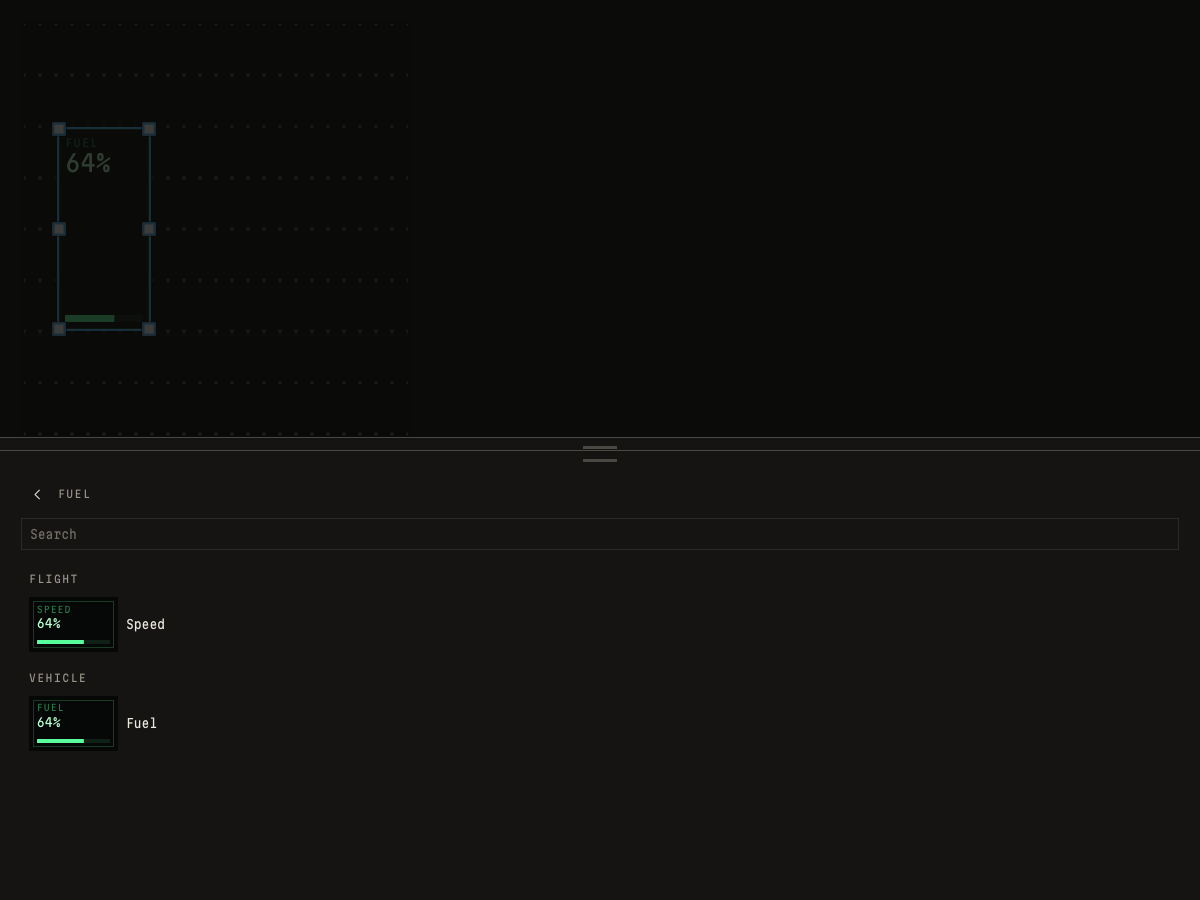 FUEL
64%
FUEL
Search
FLIGHT
SPEED
64%
Speed
VEHICLE
FUEL
64%
Fuel